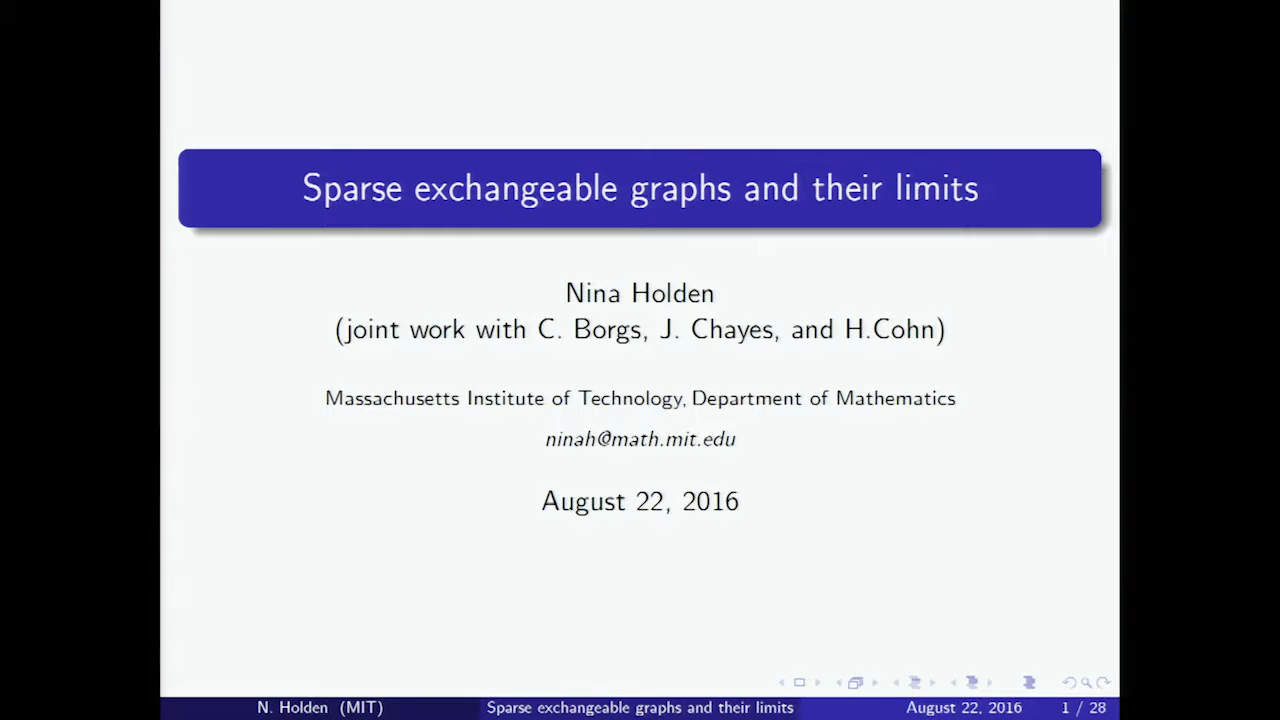 Sparse exchangeable graphs and their limits
Nina Holden
(joint work with C. Borgs, J. Chayes, and H.Cohn)
Massachusetts Institute of Technology, Department of Mathematics
ninah@math.mit.edu
August 22, 2016
N. Holden (MIT) Sparse exchangeable graphs and their limits August 22, 2016 1 / 28